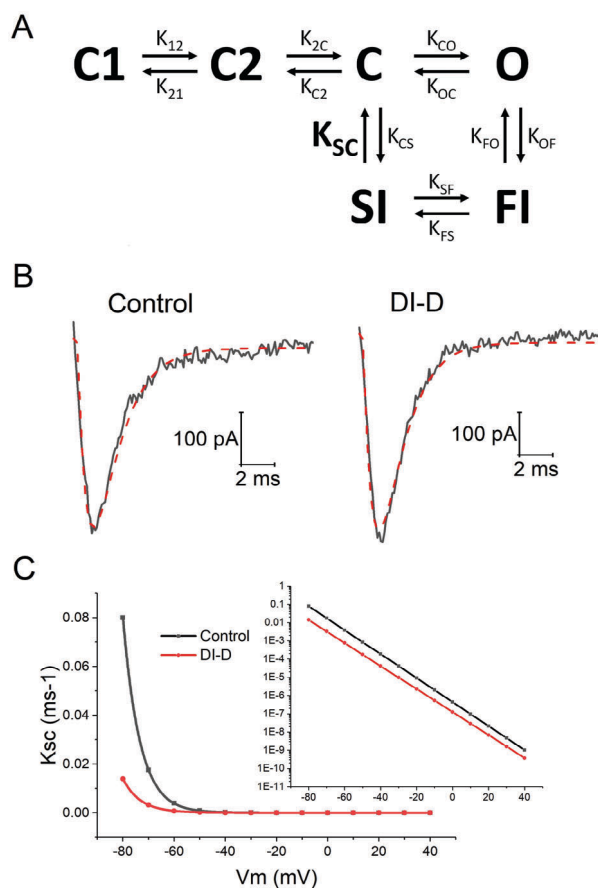 A
C1 K12 C2 K2C C KCO O
K21 KC2 KOC
KSC KCS KFO KOF
SI KSF FI
KFS
B
Control DI-D
100 pA 100 pA
2 ms 2 ms
C
Ksc (ms-1)
0.08
0.06
0.04
0.02
0.00
-80 -60 -40 -20 0 20 40
Vm (mV)
Control
DI-D
1
0.1
0.01
1E-3
1E-4
1E-5
1E-6
1E-7
1E-8
1E-9
1E-10
1E-11
-80 -60 -40 -20 0 20 40